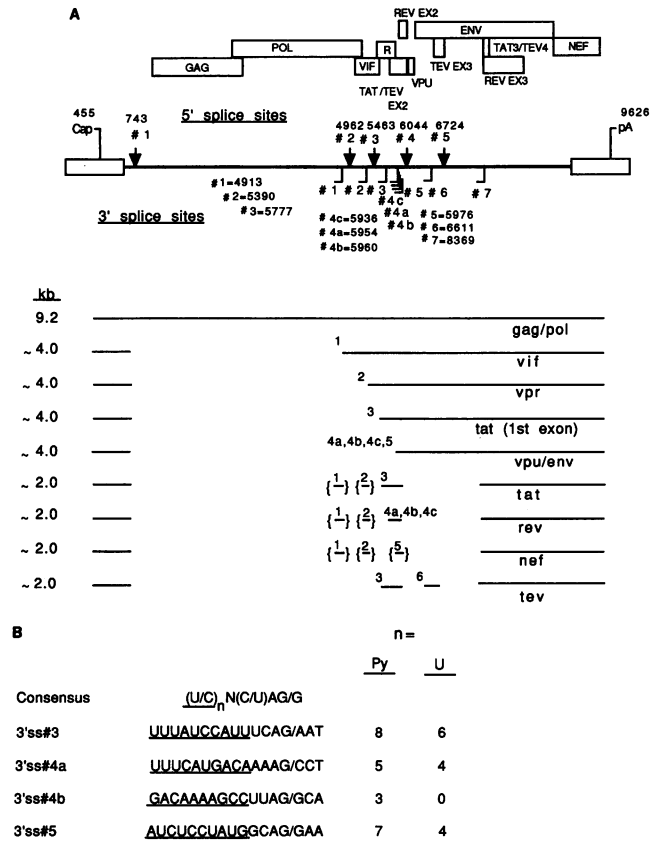 A
REV EX2
POL
ENV
GAG
VIF
R
VPU
TEV EX3
TAT3/TEV4
REV EX3
NEF
TAT /TEV
EX2
455
Cap
743
# 1
5' splice sites
4962 5463 6044 6724
# 2 # 3 # 4 # 5
9626
pA
#1=4913
# 2=5390
#3=5777
3' splice sites
# 1 # 2 # 3 #4c #4a #4b # 5 # 6 # 7
# 4c=5936
# 4a=5954
# 4b=5960
# 5=5976
# 6=6611
# 7=8369
kb
9.2
gag/pol
~ 4.0
1
vif
~ 4.0
2
vpr
~ 4.0
3
tat (1st exon)
~ 4.0
4a,4b,4c,5
vpu/env
~ 2.0
{1} {2} 3
tat
~ 2.0
{1} {2} 4a,4b,4c
rev
~ 2.0
{1} {2} {5}
nef
~ 2.0
3 6
tev
B
n=
Py U
Consensus (U/C)nN(C/U)AG/G
3'ss#3 UUUAUCCAUUUCAG/AAT 8 6
3'ss#4a UUUCAUGACAAAAG/CCT 5 4
3'ss#4b GACAAAAGCCUUAG/GCA 3 0
3'ss#5 AUCUCCUAUGGCAG/GAA 7 4